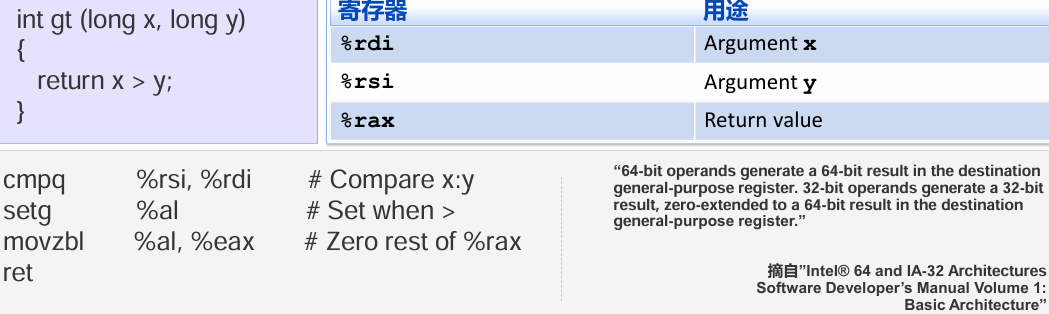 int gt (long x, long y)
{
return x > y;
}
寄存器 用途
%rdi Argument x
%rsi Argument y
%rax Return value
cmpq %rsi, %rdi # Compare x:y
setg %al # Set when >
movzbl %al, %eax # Zero rest of %rax
ret
“64-bit operands generate a 64-bit result in the destination
general-purpose register. 32-bit operands generate a 32-bit
result, zero-extended to a 64-bit result in the destination
general-purpose register.”
摘自”Intel® 64 and IA-32 Architectures
Software Developer’s Manual Volume 1:
Basic Architecture”